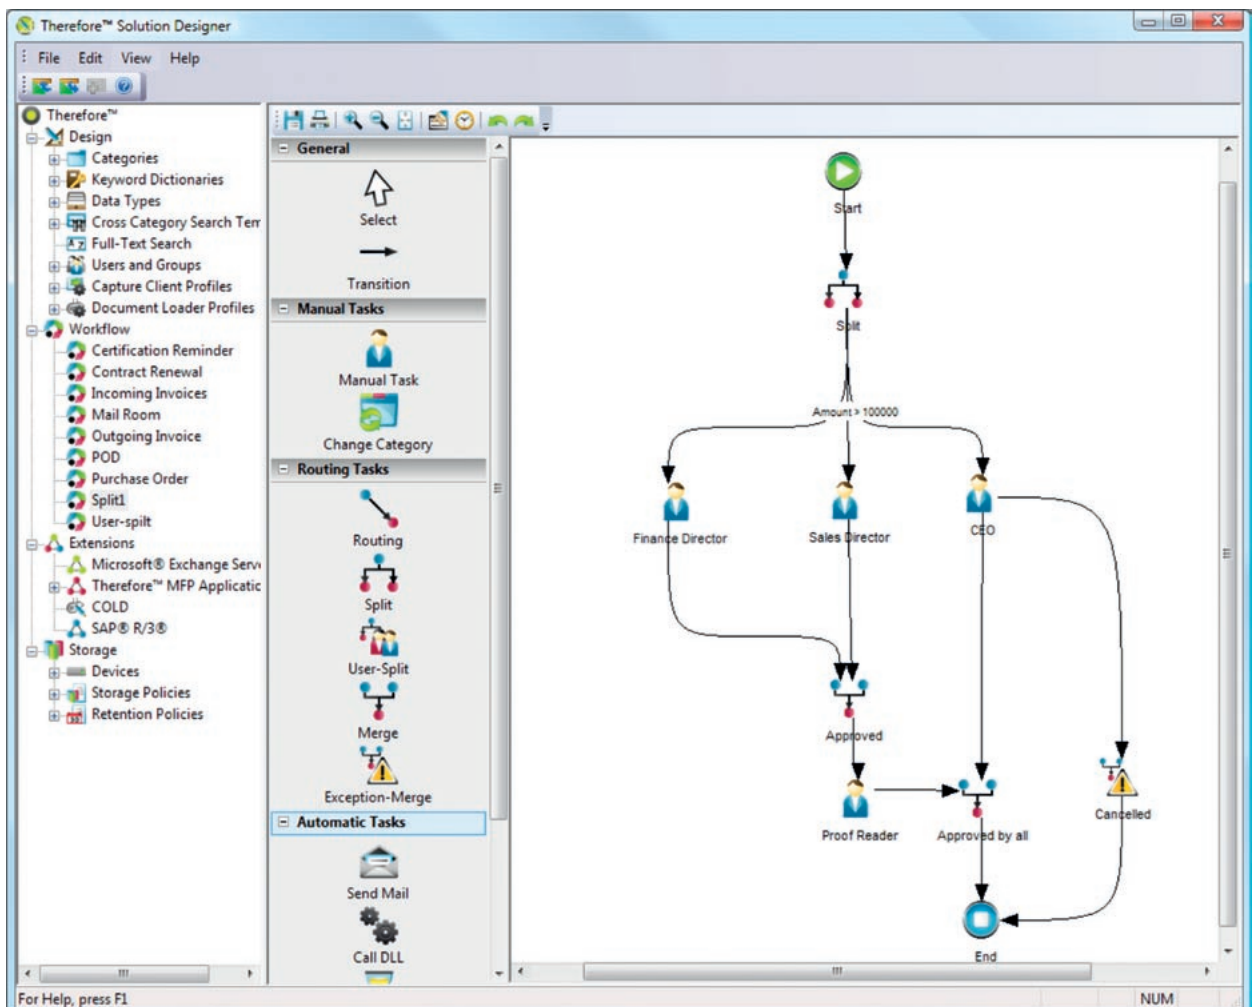 Therefore™ Solution Designer
File Edit View Help
Therefore™
Design
Categories
Keyword Dictionaries
Data Types
Cross Category Search Tem
Full-Text Search
Users and Groups
Capture Client Profiles
Document Loader Profiles
Workflow
Certification Reminder
Contract Renewal
Incoming Invoices
Mail Room
Outgoing Invoice
POD
Purchase Order
Split1
User-spilt
Extensions
Microsoft® Exchange Serv
Therefore™ MFP Applicatic
COLD
SAP® R/3®
Storage
Devices
Storage Policies
Retention Policies
General
Select
Transition
Manual Tasks
Manual Task
Change Category
Routing Tasks
Routing
Split
User-Split
Merge
Exception-Merge
Automatic Tasks
Send Mail
Call DLL
Start
Split
Amount > 100000
Finance Director
Sales Director
CEO
Approved
Proof Reader
Approved by all
Cancelled
End
For Help, press F1
NUM